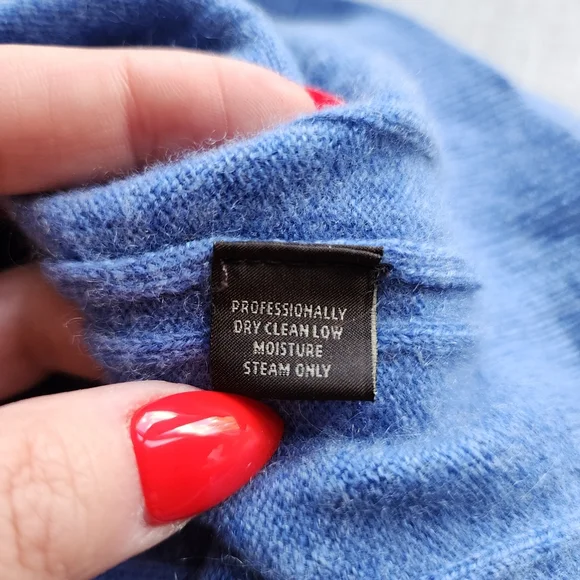 PROFESSIONALLY
DRY CLEAN LOW
MOISTURE
STEAM ONLY